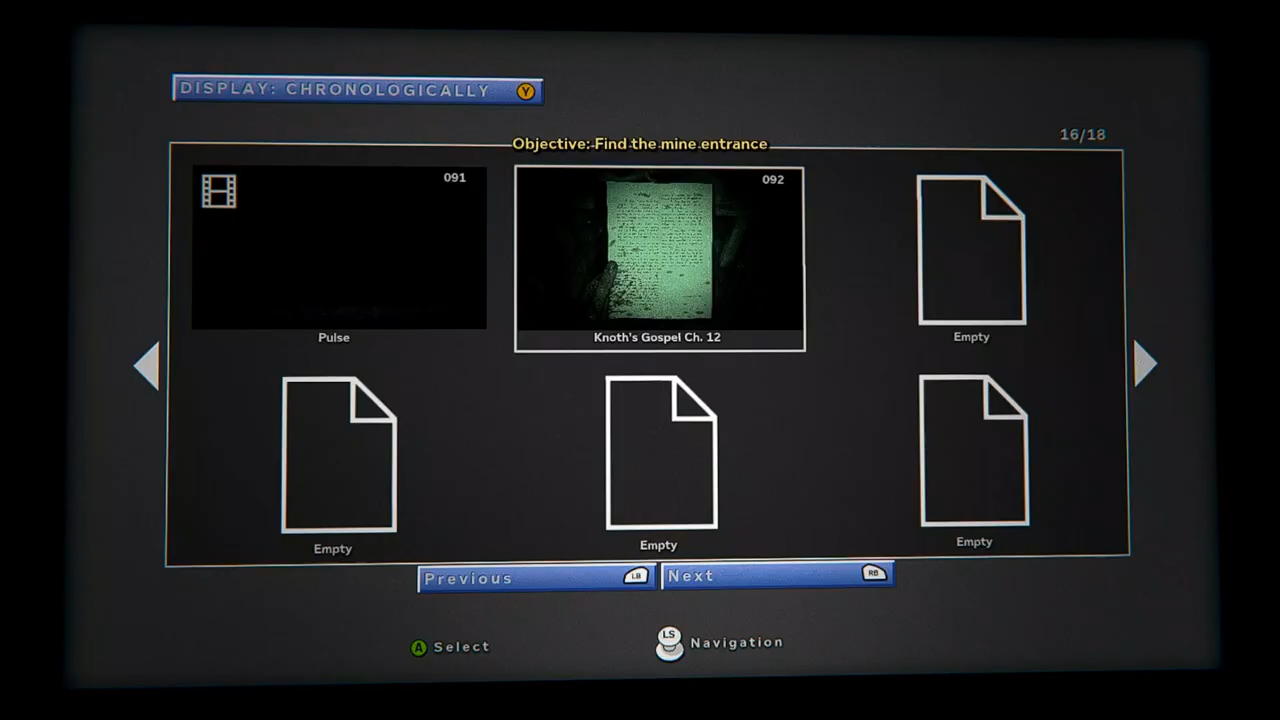 DISPLAY: CHRONOLOGICALLY Y
16/18
Objective: Find the mine entrance
091
092
Pulse
Knoth's Gospel Ch. 12
Empty
Empty
Empty
Empty
Previous LB
Next RB
A Select
LS Navigation